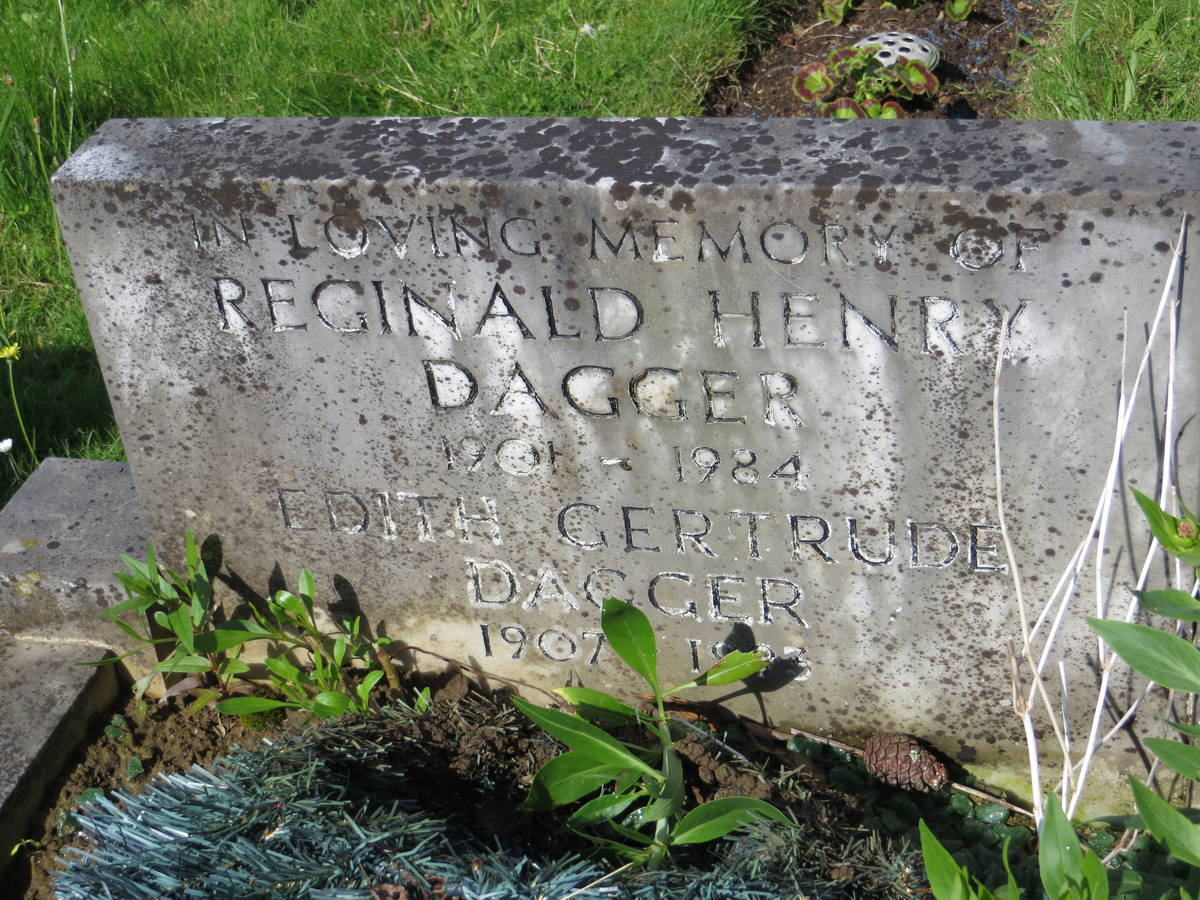 IN LOVING MEMORY OF
REGINALD HENRY
DAGGER
1901 - 1984
EDITH GERTRUDE
DAGGER
1907